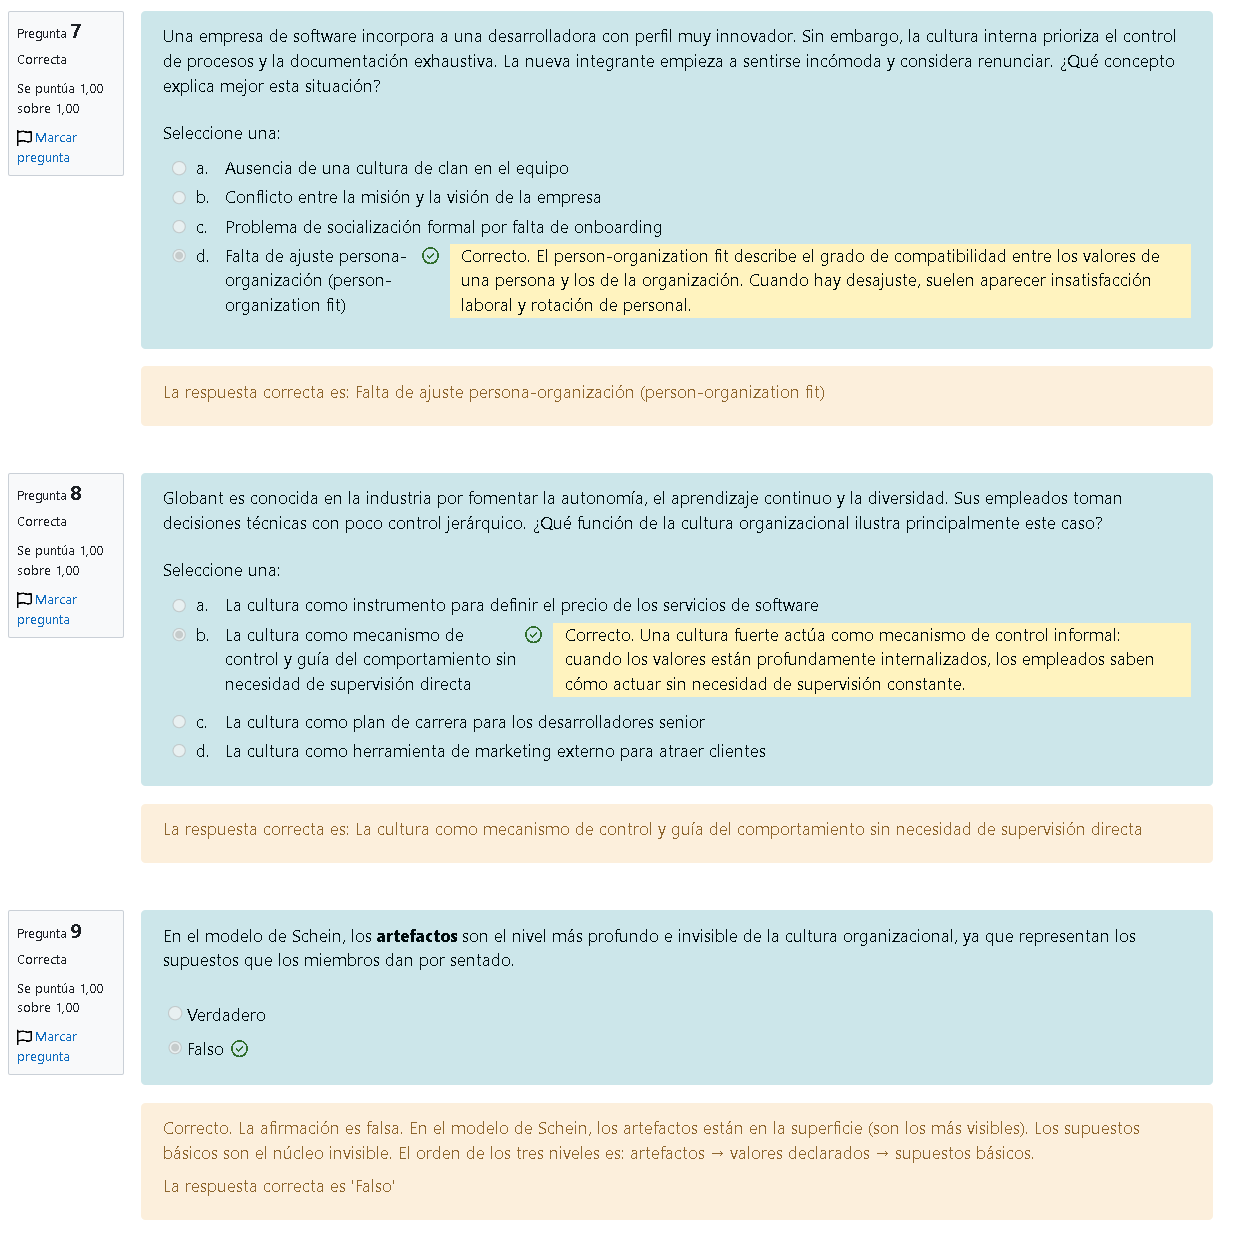 Pregunta 7
Correcta
Se puntúa 1,00
sobre 1,00
Marcar
pregunta
Una empresa de software incorpora a una desarrolladora con perfil muy innovador. Sin embargo, la cultura interna prioriza el control
de procesos y la documentación exhaustiva. La nueva integrante empieza a sentirse incómoda y considera renunciar. ¿Qué concepto
explica mejor esta situación?
Seleccione una:
a. Ausencia de una cultura de clan en el equipo
b. Conflicto entre la misión y la visión de la empresa
c. Problema de socialización formal por falta de onboarding
d. Falta de ajuste persona-
organización (person-
organization fit)
Correcto. El person-organization fit describe el grado de compatibilidad entre los valores de
una persona y los de la organización. Cuando hay desajuste, suelen aparecer insatisfacción
laboral y rotación de personal.
La respuesta correcta es: Falta de ajuste persona-organización (person-organization fit)
Pregunta 8
Correcta
Se puntúa 1,00
sobre 1,00
Marcar
pregunta
Globant es conocida en la industria por fomentar la autonomía, el aprendizaje continuo y la diversidad. Sus empleados toman
decisiones técnicas con poco control jerárquico. ¿Qué función de la cultura organizacional ilustra principalmente este caso?
Seleccione una:
a. La cultura como instrumento para definir el precio de los servicios de software
b. La cultura como mecanismo de
control y guía del comportamiento sin
necesidad de supervisión directa
Correcto. Una cultura fuerte actúa como mecanismo de control informal:
cuando los valores están profundamente internalizados, los empleados saben
cómo actuar sin necesidad de supervisión constante.
c. La cultura como plan de carrera para los desarrolladores senior
d. La cultura como herramienta de marketing externo para atraer clientes
La respuesta correcta es: La cultura como mecanismo de control y guía del comportamiento sin necesidad de supervisión directa
Pregunta 9
Correcta
Se puntúa 1,00
sobre 1,00
Marcar
pregunta
En el modelo de Schein, los artefactos son el nivel más profundo e invisible de la cultura organizacional, ya que representan los
supuestos que los miembros dan por sentado.
Verdadero
Falso
Correcto. La afirmación es falsa. En el modelo de Schein, los artefactos están en la superficie (son los más visibles). Los supuestos
básicos son el núcleo invisible. El orden de los tres niveles es: artefactos → valores declarados → supuestos básicos.
La respuesta correcta es 'Falso'